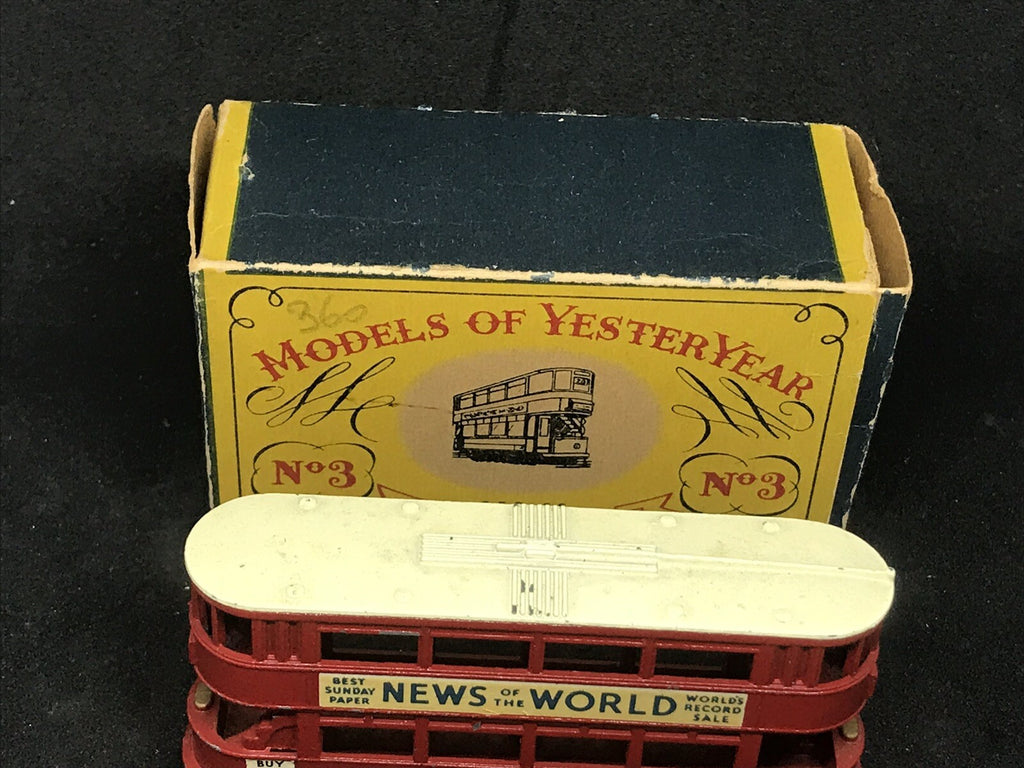 360
MODELS OF YESTERYEAR
No3
No3
BEST
SUNDAY
PAPER
NEWS OF THE WORLD
WORLD'S
RECORD
SALE
BUY